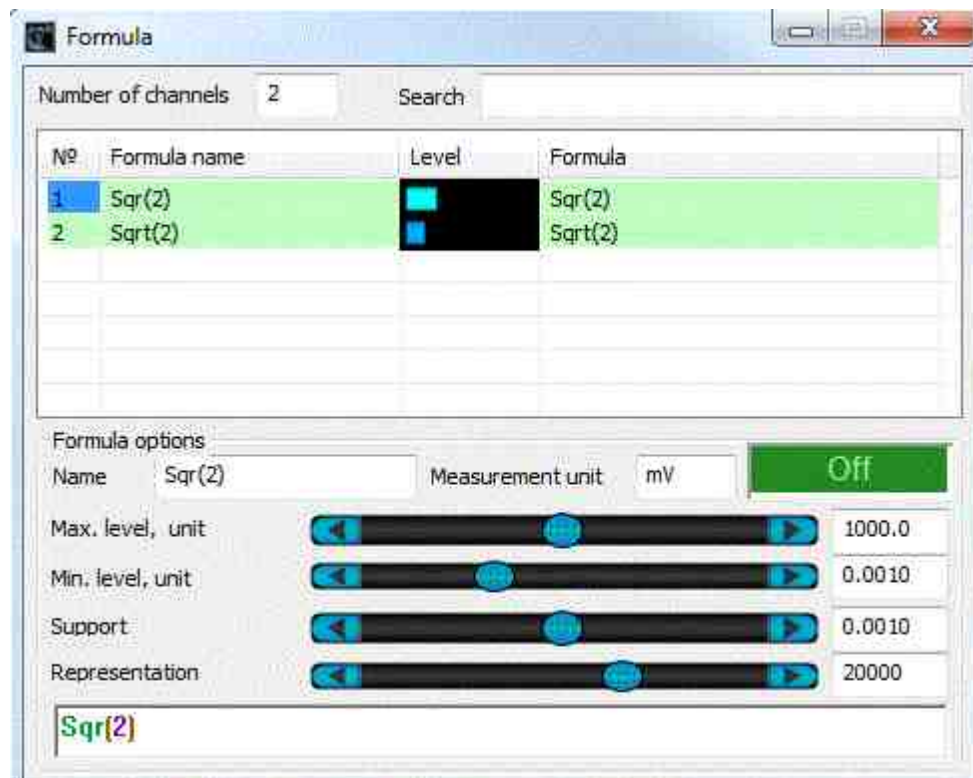 Formula
Number of channels 2 Search
Nº Formula name Level Formula
1 Sqr(2) Sqr(2)
2 Sqrt(2) Sqrt(2)
Formula options
Name Sqr(2) Measurement unit mV Off
Max. level, unit 1000.0
Min. level, unit 0.0010
Support 0.0010
Representation 20000
Sqr(2)